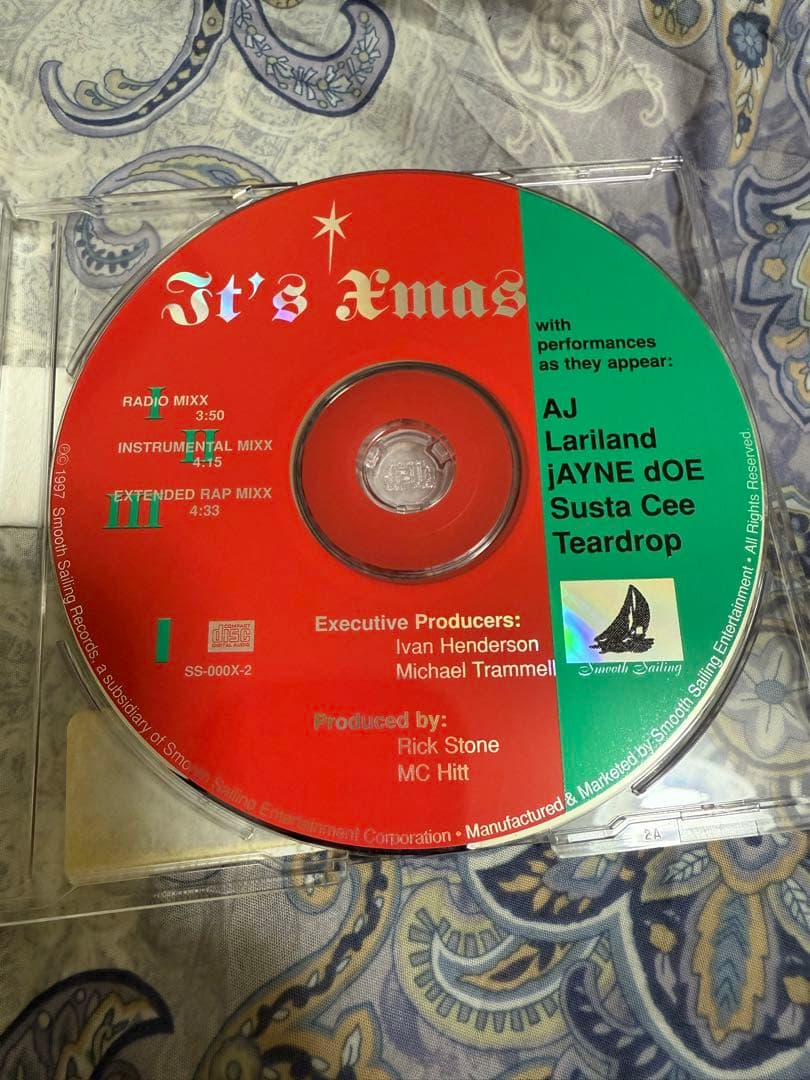 It's Xmas
with
performances
as they appear:
I
RADIO MIXX
3:50
II
INSTRUMENTAL MIXX
4:15
III
EXTENDED RAP MIXX
4:33
AJ
Lariland
jAYNE dOE
Susta Cee
Teardrop
I
COMPACT
disc
DIGITAL AUDIO
SS-000X-2
Executive Producers:
Ivan Henderson
Michael Trammell
Produced by:
Rick Stone
MC Hitt
Smooth Sailing
℗© 1997 Smooth Sailing Records, a subsidiary of Smooth Sailing Entertainment Corporation • Manufactured & Marketed by Smooth Sailing Entertainment • All Rights Reserved.
2A